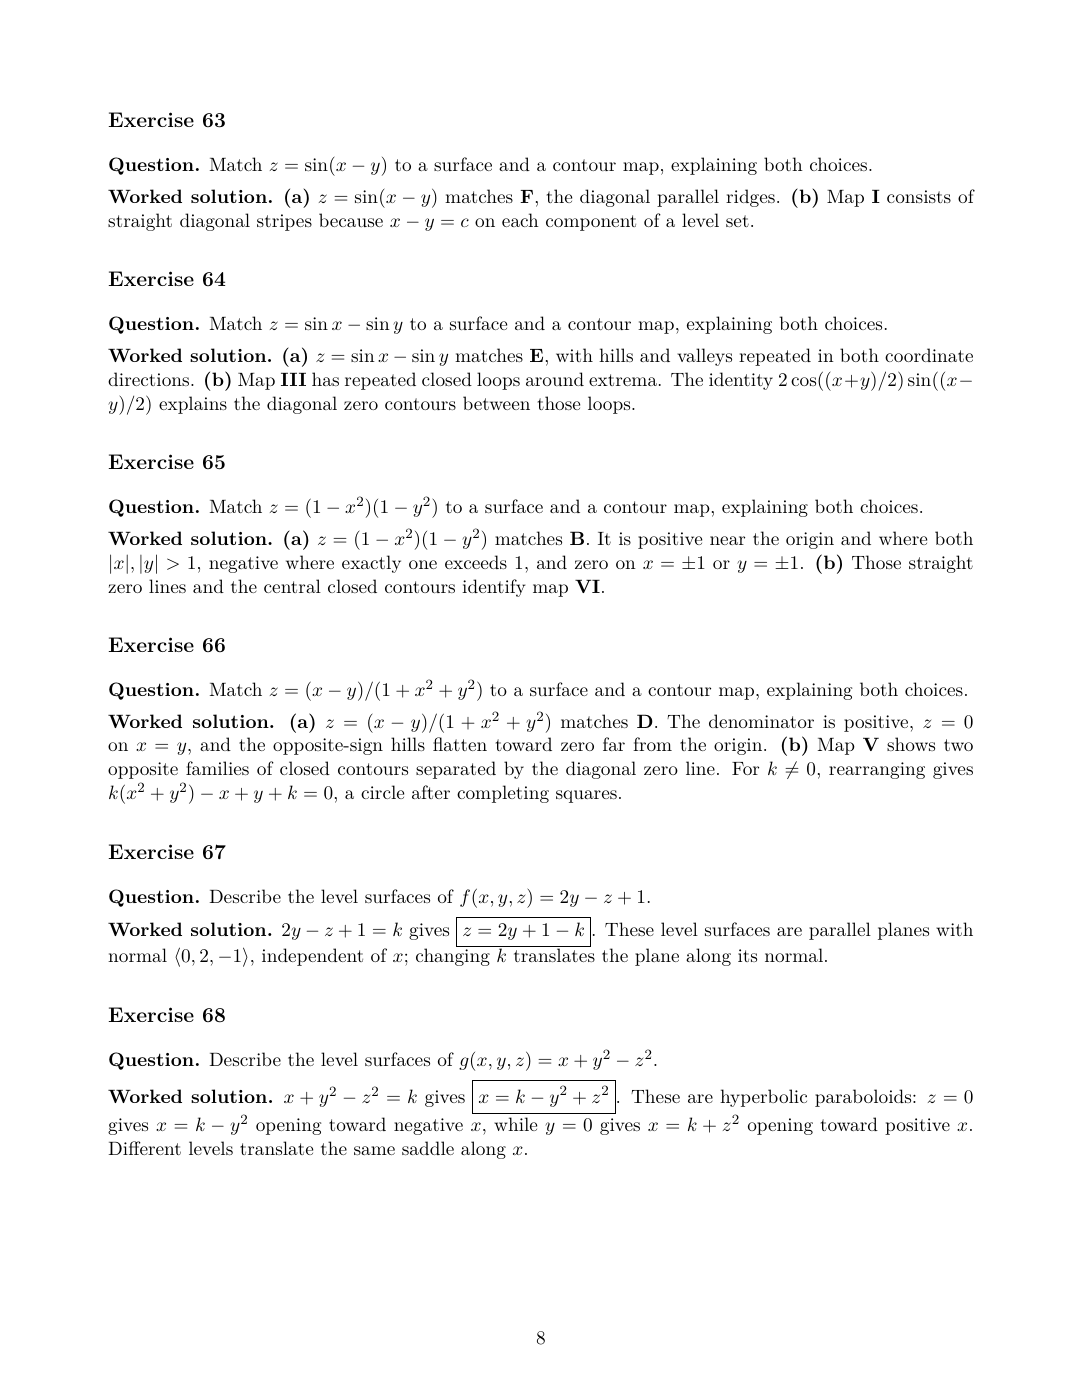 Exercise 63
Question. Match z = sin(x − y) to a surface and a contour map, explaining both choices.
Worked solution. (a) z = sin(x − y) matches F, the diagonal parallel ridges. (b) Map I consists of
straight diagonal stripes because x − y = c on each component of a level set.
Exercise 64
Question. Match z = sin x − sin y to a surface and a contour map, explaining both choices.
Worked solution. (a) z = sin x − sin y matches E, with hills and valleys repeated in both coordinate
directions. (b) Map III has repeated closed loops around extrema. The identity 2 cos((x+y)/2) sin((x−
y)/2) explains the diagonal zero contours between those loops.
Exercise 65
Question. Match z = (1 − x²)(1 − y²) to a surface and a contour map, explaining both choices.
Worked solution. (a) z = (1 − x²)(1 − y²) matches B. It is positive near the origin and where both
|x|, |y| > 1, negative where exactly one exceeds 1, and zero on x = ±1 or y = ±1. (b) Those straight
zero lines and the central closed contours identify map VI.
Exercise 66
Question. Match z = (x − y)/(1 + x² + y²) to a surface and a contour map, explaining both choices.
Worked solution. (a) z = (x − y)/(1 + x² + y²) matches D. The denominator is positive, z = 0
on x = y, and the opposite-sign hills flatten toward zero far from the origin. (b) Map V shows two
opposite families of closed contours separated by the diagonal zero line. For k ≠ 0, rearranging gives
k(x² + y²) − x + y + k = 0, a circle after completing squares.
Exercise 67
Question. Describe the level surfaces of f(x, y, z) = 2y − z + 1.
Worked solution. 2y − z + 1 = k gives z = 2y + 1 − k. These level surfaces are parallel planes with
normal ⟨0, 2, −1⟩, independent of x; changing k translates the plane along its normal.
Exercise 68
Question. Describe the level surfaces of g(x, y, z) = x + y² − z².
Worked solution. x + y² − z² = k gives x = k − y² + z². These are hyperbolic paraboloids: z = 0
gives x = k − y² opening toward negative x, while y = 0 gives x = k + z² opening toward positive x.
Different levels translate the same saddle along x.
8